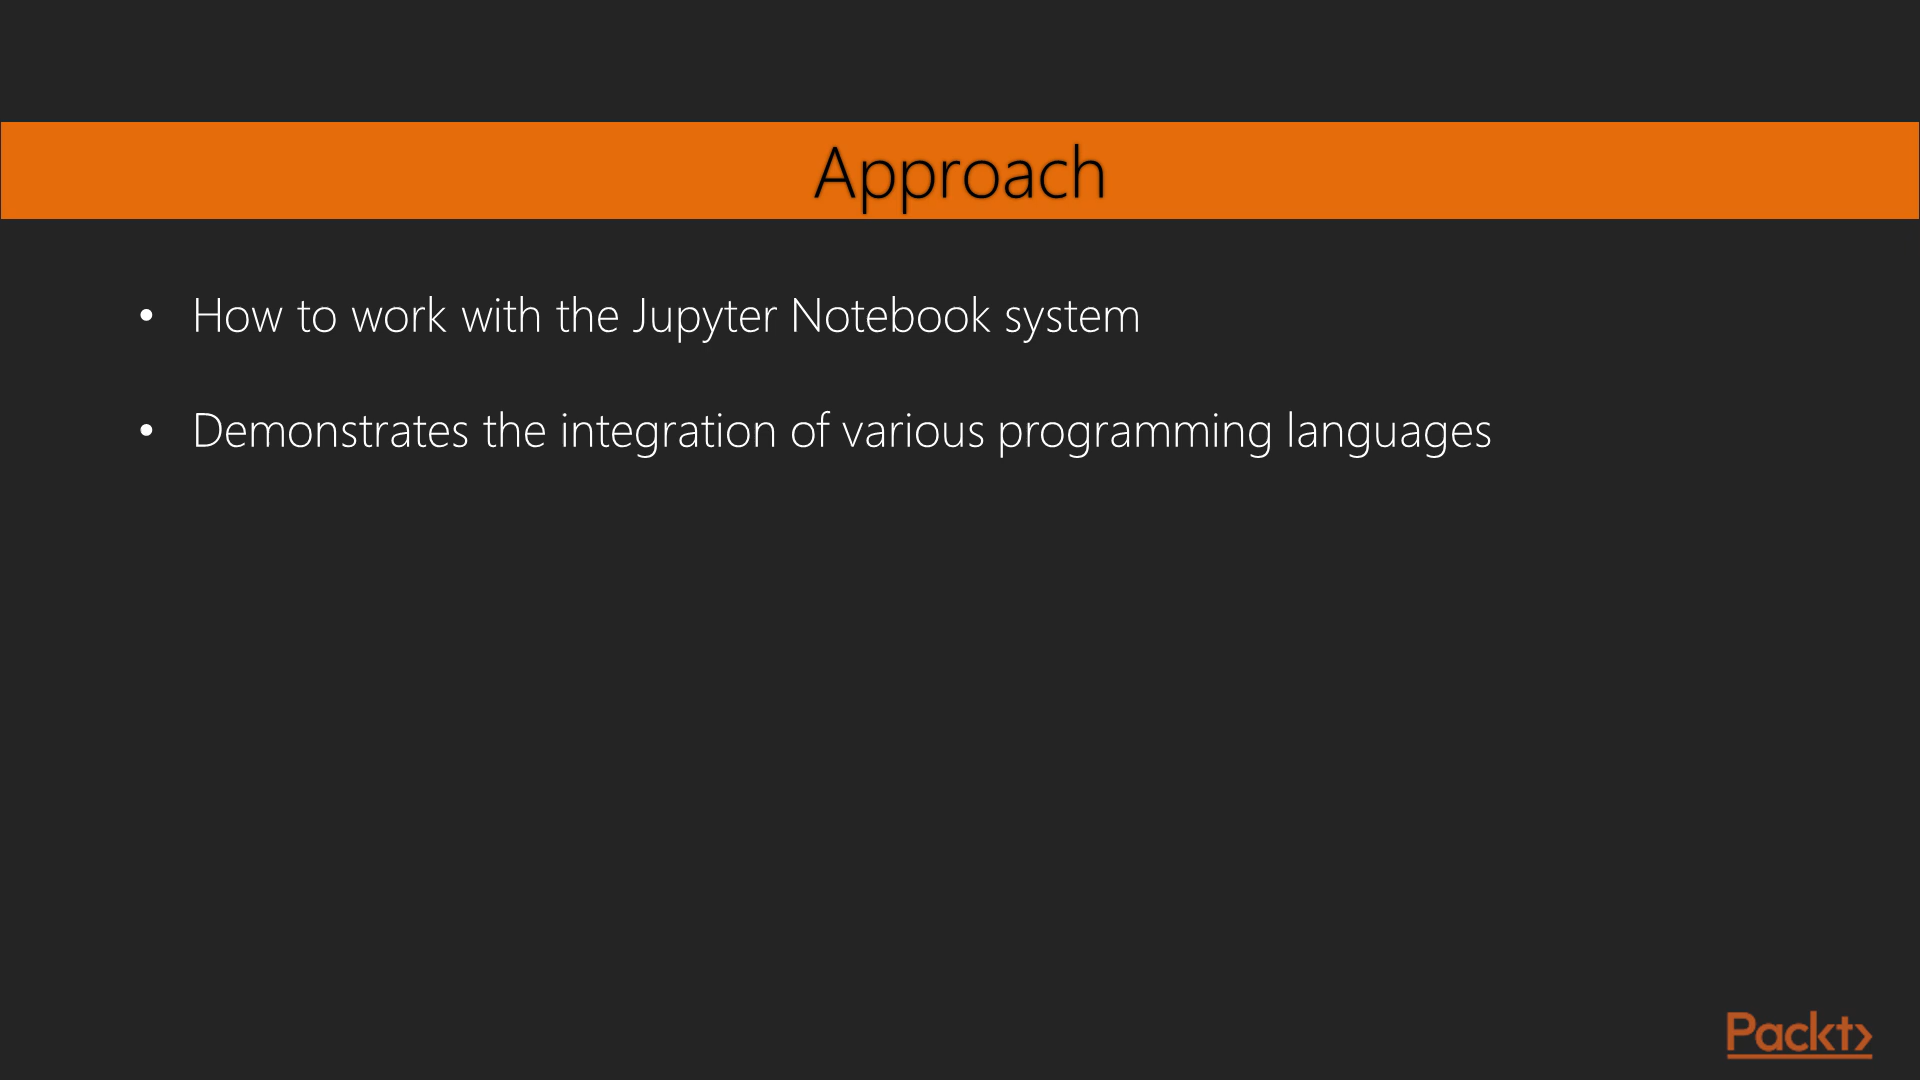 Approach
• How to work with the Jupyter Notebook system
• Demonstrates the integration of various programming languages
Packt>